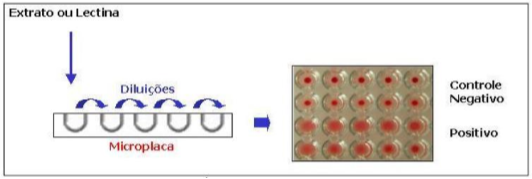 Extrato ou Lectina
Diluições
Microplaca
Controle
Negativo
Positivo